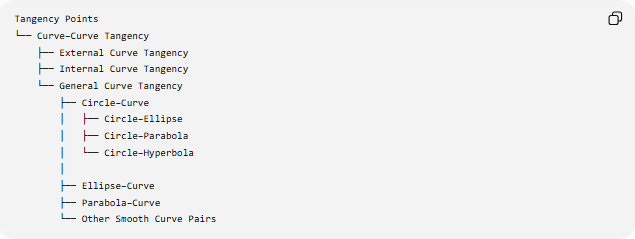 Tangency Points
└── Curve–Curve Tangency
    ├── External Curve Tangency
    ├── Internal Curve Tangency
    └── General Curve Tangency
        ├── Circle–Curve
        │   ├── Circle–Ellipse
        │   ├── Circle–Parabola
        │   └── Circle–Hyperbola
        │
        ├── Ellipse–Curve
        ├── Parabola–Curve
        └── Other Smooth Curve Pairs